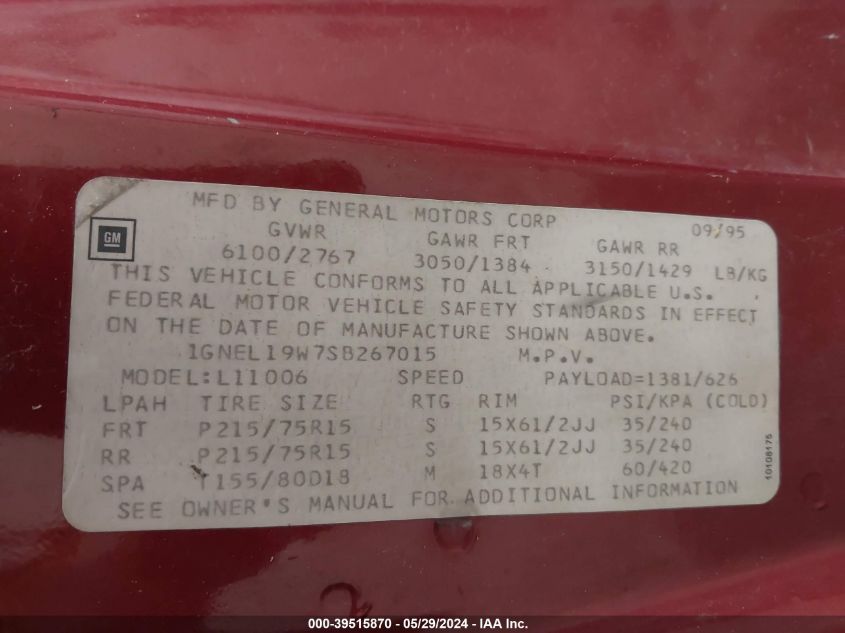 MFD BY GENERAL MOTORS CORP 09/95
GM GVWR GAWR FRT GAWR RR
6100/2767 3050/1384 3150/1429 LB/KG
THIS VEHICLE CONFORMS TO ALL APPLICABLE U.S.
FEDERAL MOTOR VEHICLE SAFETY STANDARDS IN EFFECT
ON THE DATE OF MANUFACTURE SHOWN ABOVE.
1GNEL19W7SB267015 M.P.V.
MODEL:L11006 SPEED PAYLOAD=1381/626
LPAH TIRE SIZE RTG RIM PSI/KPA (COLD)
FRT P215/75R15 S 15X61/2JJ 35/240
RR P215/75R15 S 15X61/2JJ 35/240
SPA T155/80D18 M 18X4T 60/420
SEE OWNER'S MANUAL FOR ADDITIONAL INFORMATION
10108175
000-39515870 - 05/29/2024 - IAA Inc.